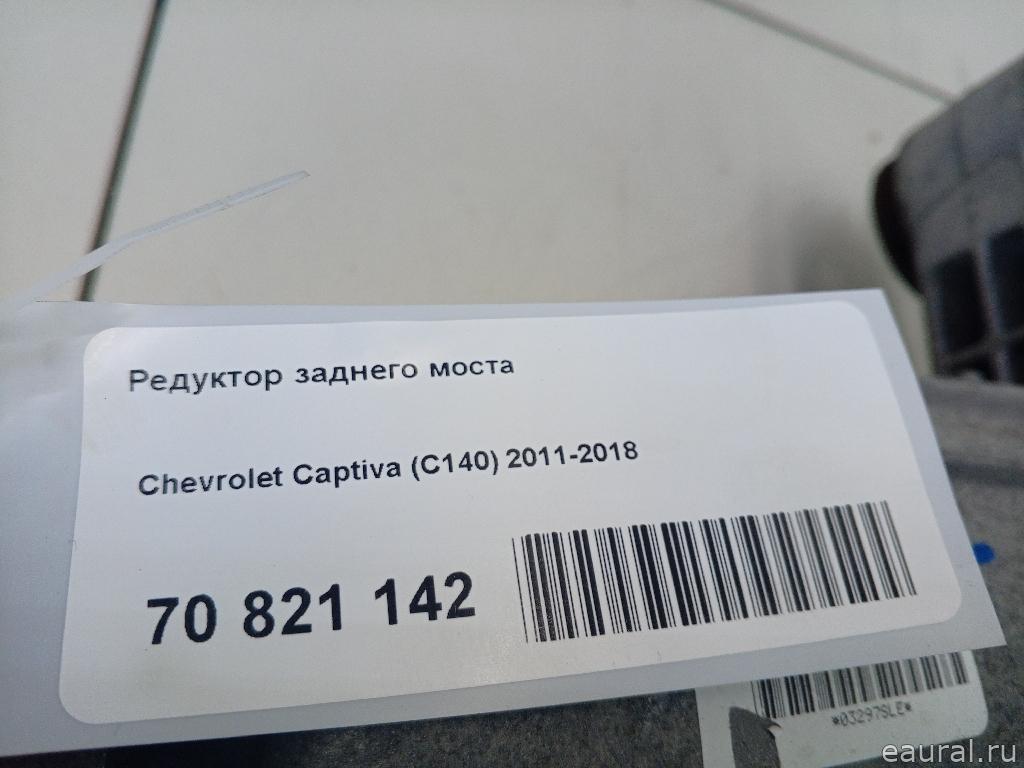 Редуктор заднего моста
Chevrolet Captiva (C140) 2011-2018
70 821 142
*03297SLE*
eaural.ru